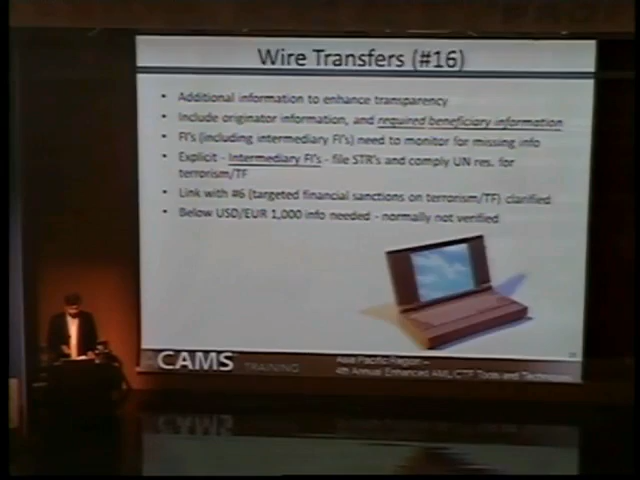 Wire Transfers (#16)
• Additional information to enhance transparency
• Include originator information, and required beneficiary information
• FI's (including intermediary FI's) need to monitor for missing info
• Explicit - Intermediary FI's - file STR's and comply UN res. for
terrorism/TF
• Link with #6 (targeted financial sanctions on terrorism/TF) clarified
• Below USD/EUR 1,000 info needed - normally not verified
ACAMS TRAINING
Asia Pacific Region
4th Annual Enhanced AML/CTF Tools and